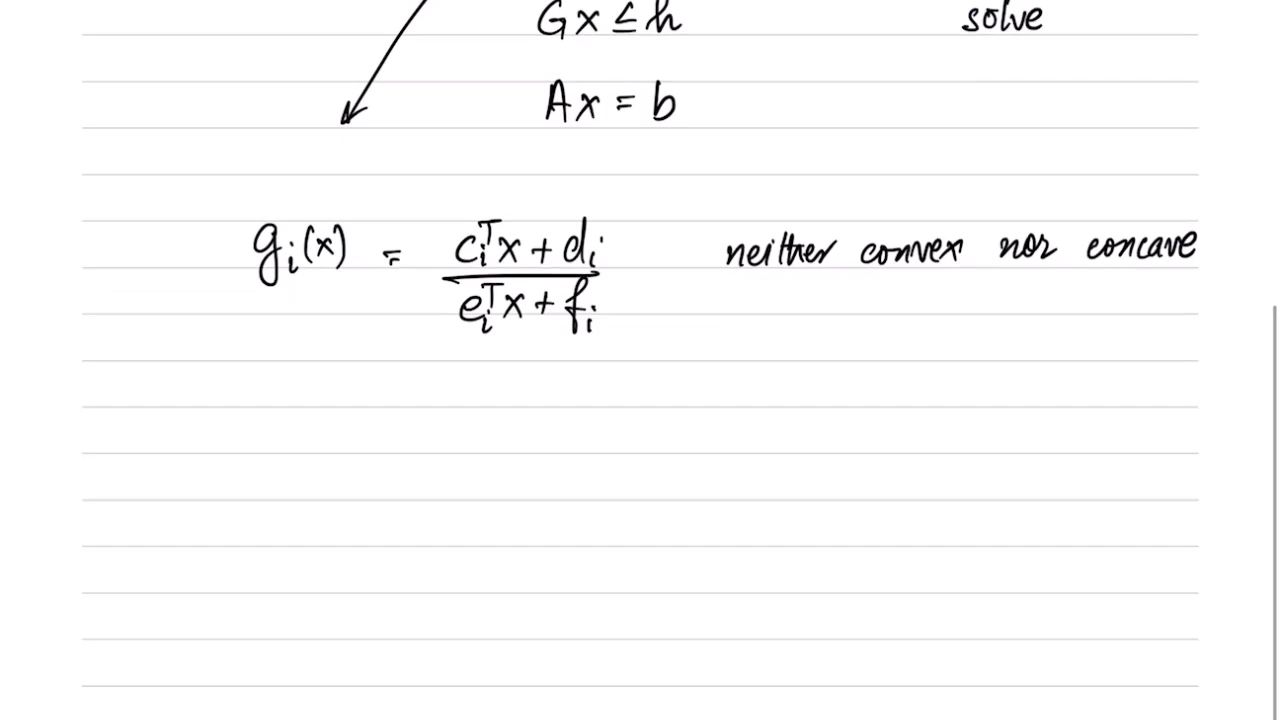 Gx ≤ h solve
Ax = b
gᵢ(x) = (cᵢᵀx + dᵢ) / (eᵢᵀx + fᵢ) neither convex nor concave